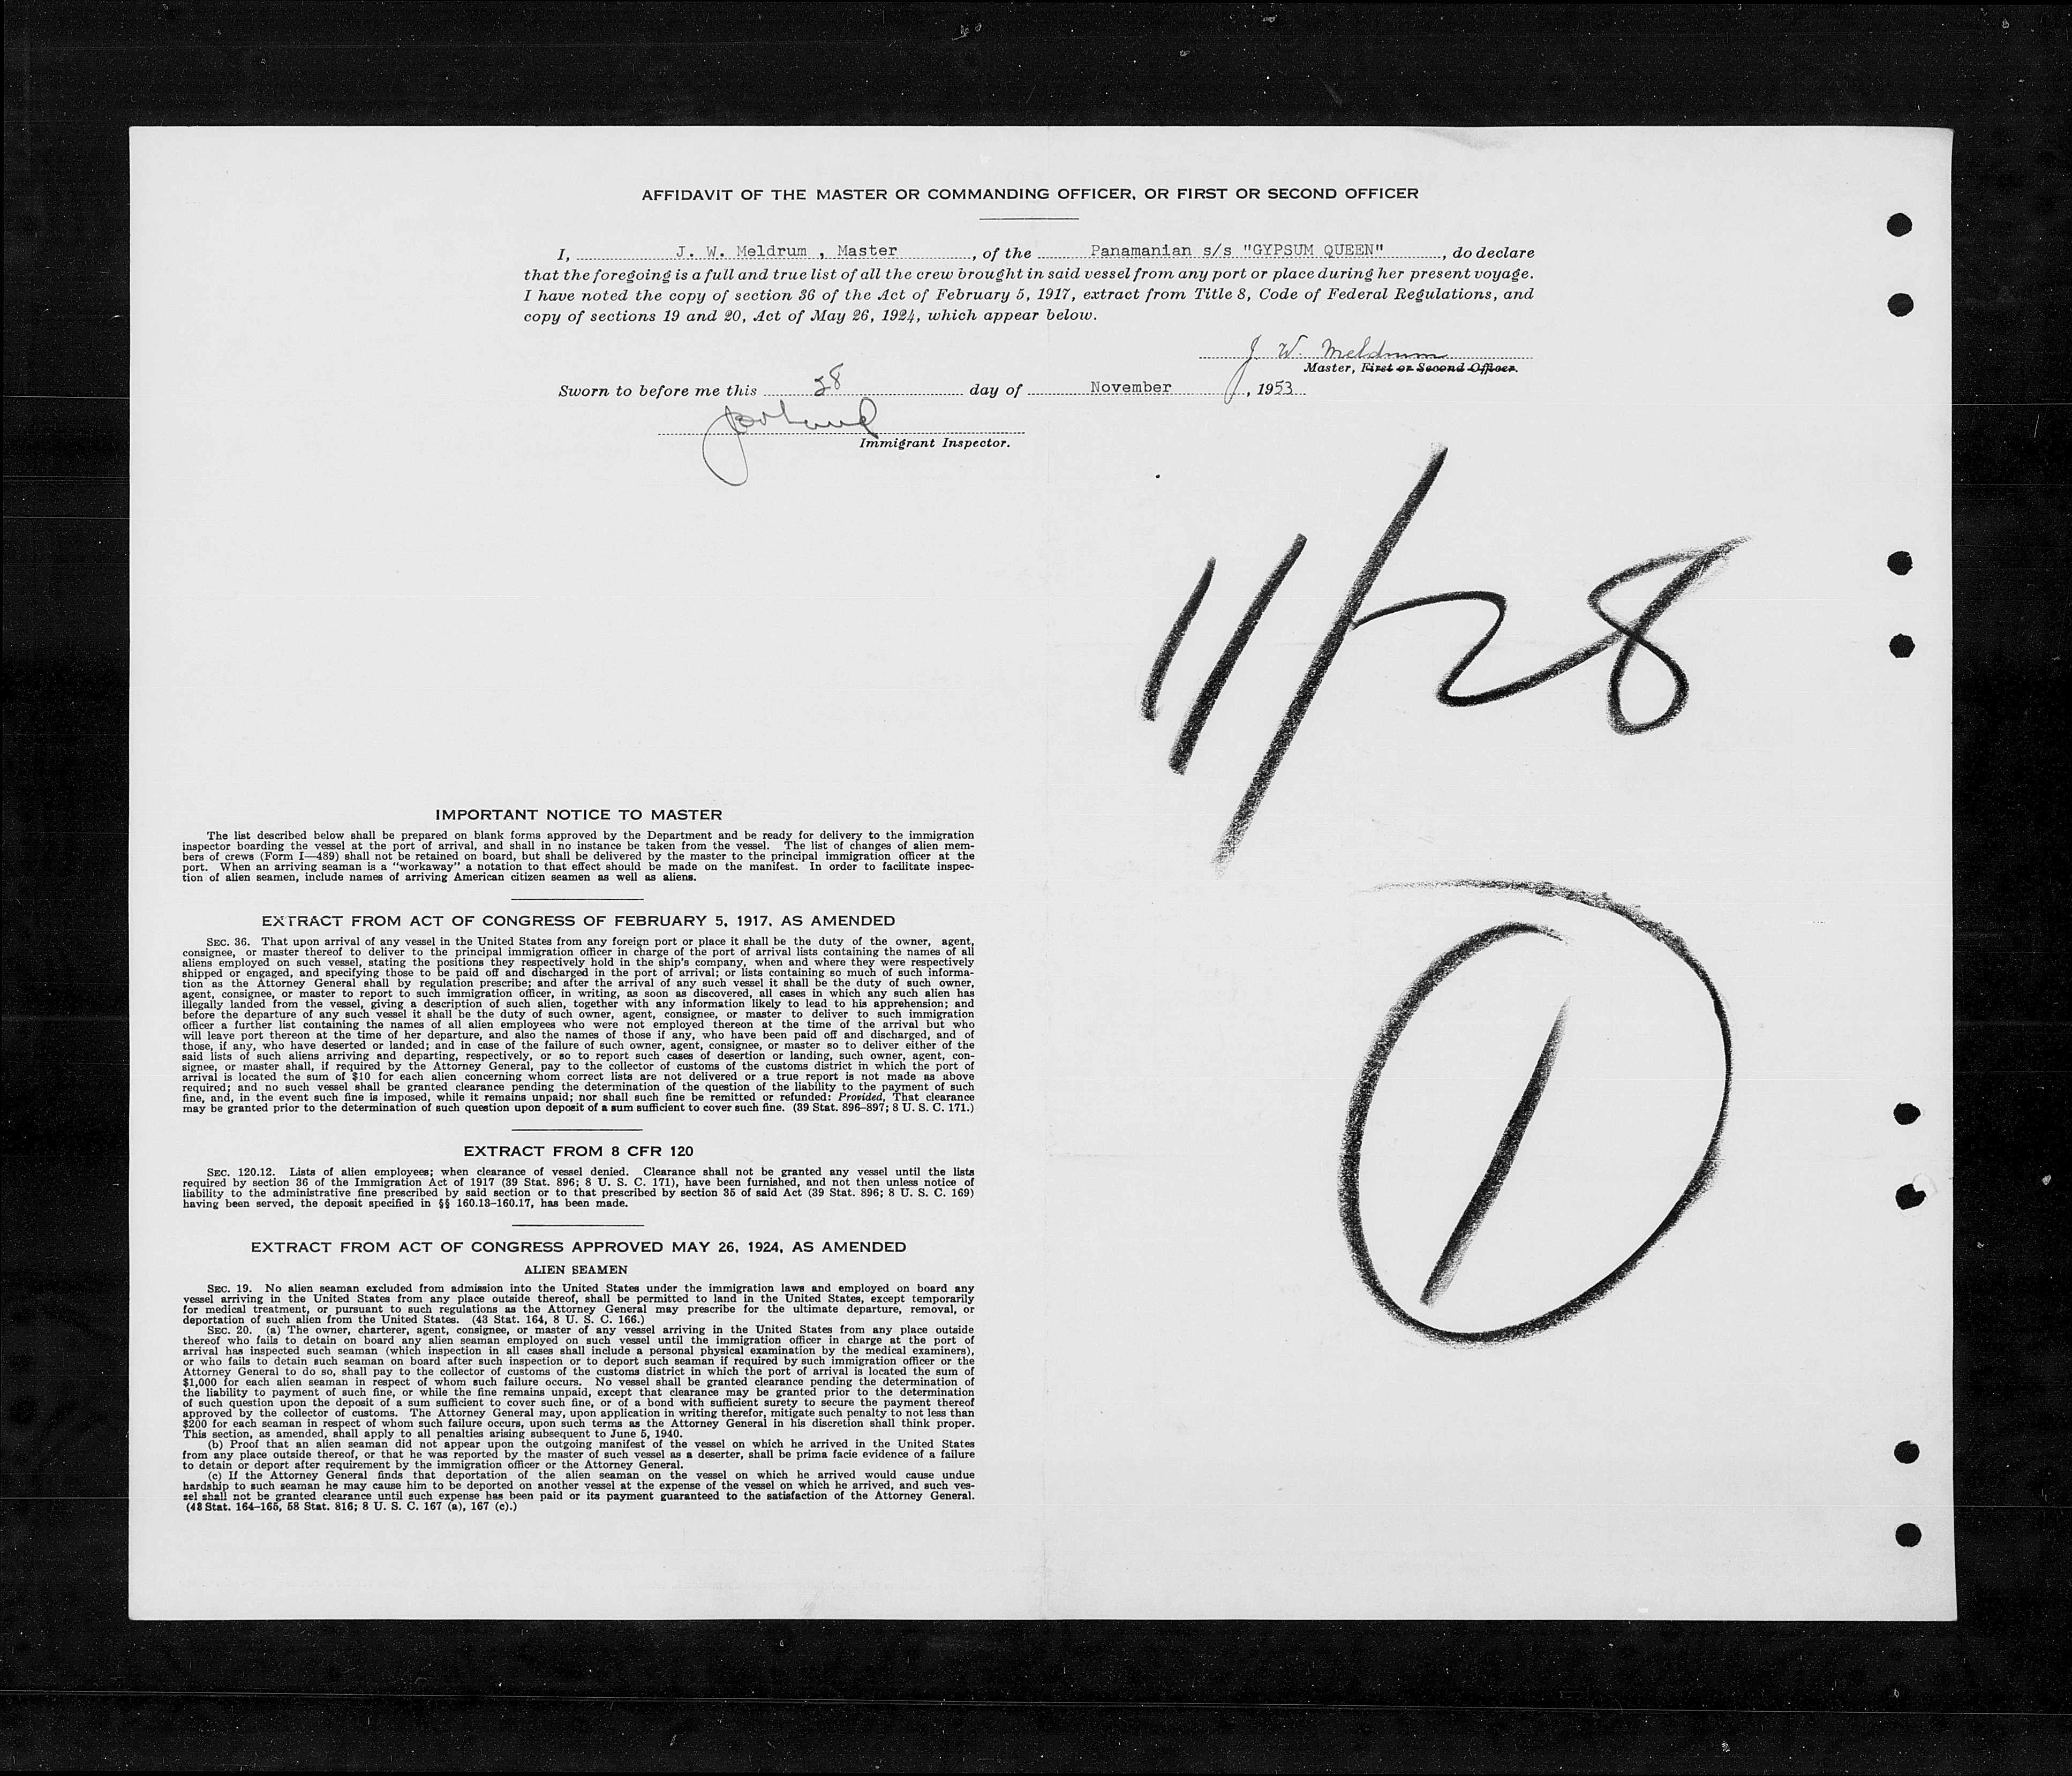 AFFIDAVIT OF THE MASTER OR COMMANDING OFFICER, OR FIRST OR SECOND OFFICER
I, J. W. Meldrum , Master, of the Panamanian s/s "GYPSUM QUEEN", do declare
that the foregoing is a full and true list of all the crew brought in said vessel from any port or place during her present voyage.
I have noted the copy of section 36 of the Act of February 5, 1917, extract from Title 8, Code of Federal Regulations, and
copy of sections 19 and 20, Act of May 26, 1924, which appear below.
J W. Meldrum
Master, First or Second Officer.
Sworn to before me this 28 day of November, 1953
Immigrant Inspector.
11/28
1
IMPORTANT NOTICE TO MASTER
The list described below shall be prepared on blank forms approved by the Department and be ready for delivery to the immigration
inspector boarding the vessel at the port of arrival, and shall in no instance be taken from the vessel. The list of changes of alien mem-
bers of crews (Form I—489) shall not be retained on board, but shall be delivered by the master to the principal immigration officer at the
port. When an arriving seaman is a "workaway" a notation to that effect should be made on the manifest. In order to facilitate inspec-
tion of alien seamen, include names of arriving American citizen seamen as well as aliens.
EXTRACT FROM ACT OF CONGRESS OF FEBRUARY 5, 1917, AS AMENDED
SEC. 36. That upon arrival of any vessel in the United States from any foreign port or place it shall be the duty of the owner, agent,
consignee, or master thereof to deliver to the principal immigration officer in charge of the port of arrival lists containing the names of all
aliens employed on such vessel, stating the positions they respectively hold in the ship's company, when and where they were respectively
shipped or engaged, and specifying those to be paid off and discharged in the port of arrival; or lists containing so much of such informa-
tion as the Attorney General shall by regulation prescribe; and after the arrival of any such vessel it shall be the duty of such owner,
agent, consignee, or master to report to such immigration officer, in writing, as soon as discovered, all cases in which any such alien has
illegally landed from the vessel, giving a description of such alien, together with any information likely to lead to his apprehension; and
before the departure of any such vessel it shall be the duty of such owner, agent, consignee, or master to deliver to such immigration
officer a further list containing the names of all alien employees who were not employed thereon at the time of the arrival but who
will leave port thereon at the time of her departure, and also the names of those if any, who have been paid off and discharged, and of
those, if any, who have deserted or landed; and in case of the failure of such owner, agent, consignee, or master so to deliver either of the
said lists of such aliens arriving and departing, respectively, or so to report such cases of desertion or landing, such owner, agent, con-
signee, or master shall, if required by the Attorney General, pay to the collector of customs of the customs district in which the port of
arrival is located the sum of $10 for each alien concerning whom correct lists are not delivered or a true report is not made as above
required; and no such vessel shall be granted clearance pending the determination of the question of the liability to the payment of such
fine, and, in the event such fine is imposed, while it remains unpaid; nor shall such fine be remitted or refunded: Provided, That clearance
may be granted prior to the determination of such question upon deposit of a sum sufficient to cover such fine. (39 Stat. 896–897; 8 U. S. C. 171.)
EXTRACT FROM 8 CFR 120
SEC. 120.12. Lists of alien employees; when clearance of vessel denied. Clearance shall not be granted any vessel until the lists
required by section 36 of the Immigration Act of 1917 (39 Stat. 896; 8 U. S. C. 171), have been furnished, and not then unless notice of
liability to the administrative fine prescribed by said section or to that prescribed by section 35 of said Act (39 Stat. 896; 8 U. S. C. 169)
having been served, the deposit specified in §§ 160.13–160.17, has been made.
EXTRACT FROM ACT OF CONGRESS APPROVED MAY 26, 1924, AS AMENDED
ALIEN SEAMEN
SEC. 19. No alien seaman excluded from admission into the United States under the immigration laws and employed on board any
vessel arriving in the United States from any place outside thereof, shall be permitted to land in the United States, except temporarily
for medical treatment, or pursuant to such regulations as the Attorney General may prescribe for the ultimate departure, removal, or
deportation of such alien from the United States. (43 Stat. 164, 8 U. S. C. 166.)
SEC. 20. (a) The owner, charterer, agent, consignee, or master of any vessel arriving in the United States from any place outside
thereof who fails to detain on board any alien seaman employed on such vessel until the immigration officer in charge at the port of
arrival has inspected such seaman (which inspection in all cases shall include a personal physical examination by the medical examiners),
or who fails to detain such seaman on board after such inspection or to deport such seaman if required by such immigration officer or the
Attorney General to do so, shall pay to the collector of customs of the customs district in which the port of arrival is located the sum of
$1,000 for each alien seaman in respect of whom such failure occurs. No vessel shall be granted clearance pending the determination of
the liability to payment of such fine, or while the fine remains unpaid, except that clearance may be granted prior to the determination
of such question upon the deposit of a sum sufficient to cover such fine, or of a bond with sufficient surety to secure the payment thereof
approved by the collector of customs. The Attorney General may, upon application in writing therefor, mitigate such penalty to not less than
$200 for each seaman in respect of whom such failure occurs, upon such terms as the Attorney General in his discretion shall think proper.
This section, as amended, shall apply to all penalties arising subsequent to June 5, 1940.
(b) Proof that an alien seaman did not appear upon the outgoing manifest of the vessel on which he arrived in the United States
from any place outside thereof, or that he was reported by the master of such vessel as a deserter, shall be prima facie evidence of a failure
to detain or deport after requirement by the immigration officer or the Attorney General.
(c) If the Attorney General finds that deportation of the alien seaman on the vessel on which he arrived would cause undue
hardship to such seaman he may cause him to be deported on another vessel at the expense of the vessel on which he arrived, and such ves-
sel shall not be granted clearance until such expense has been paid or its payment guaranteed to the satisfaction of the Attorney General.
(43 Stat. 164–165, 58 Stat. 816; 8 U. S. C. 167 (a), 167 (c).)